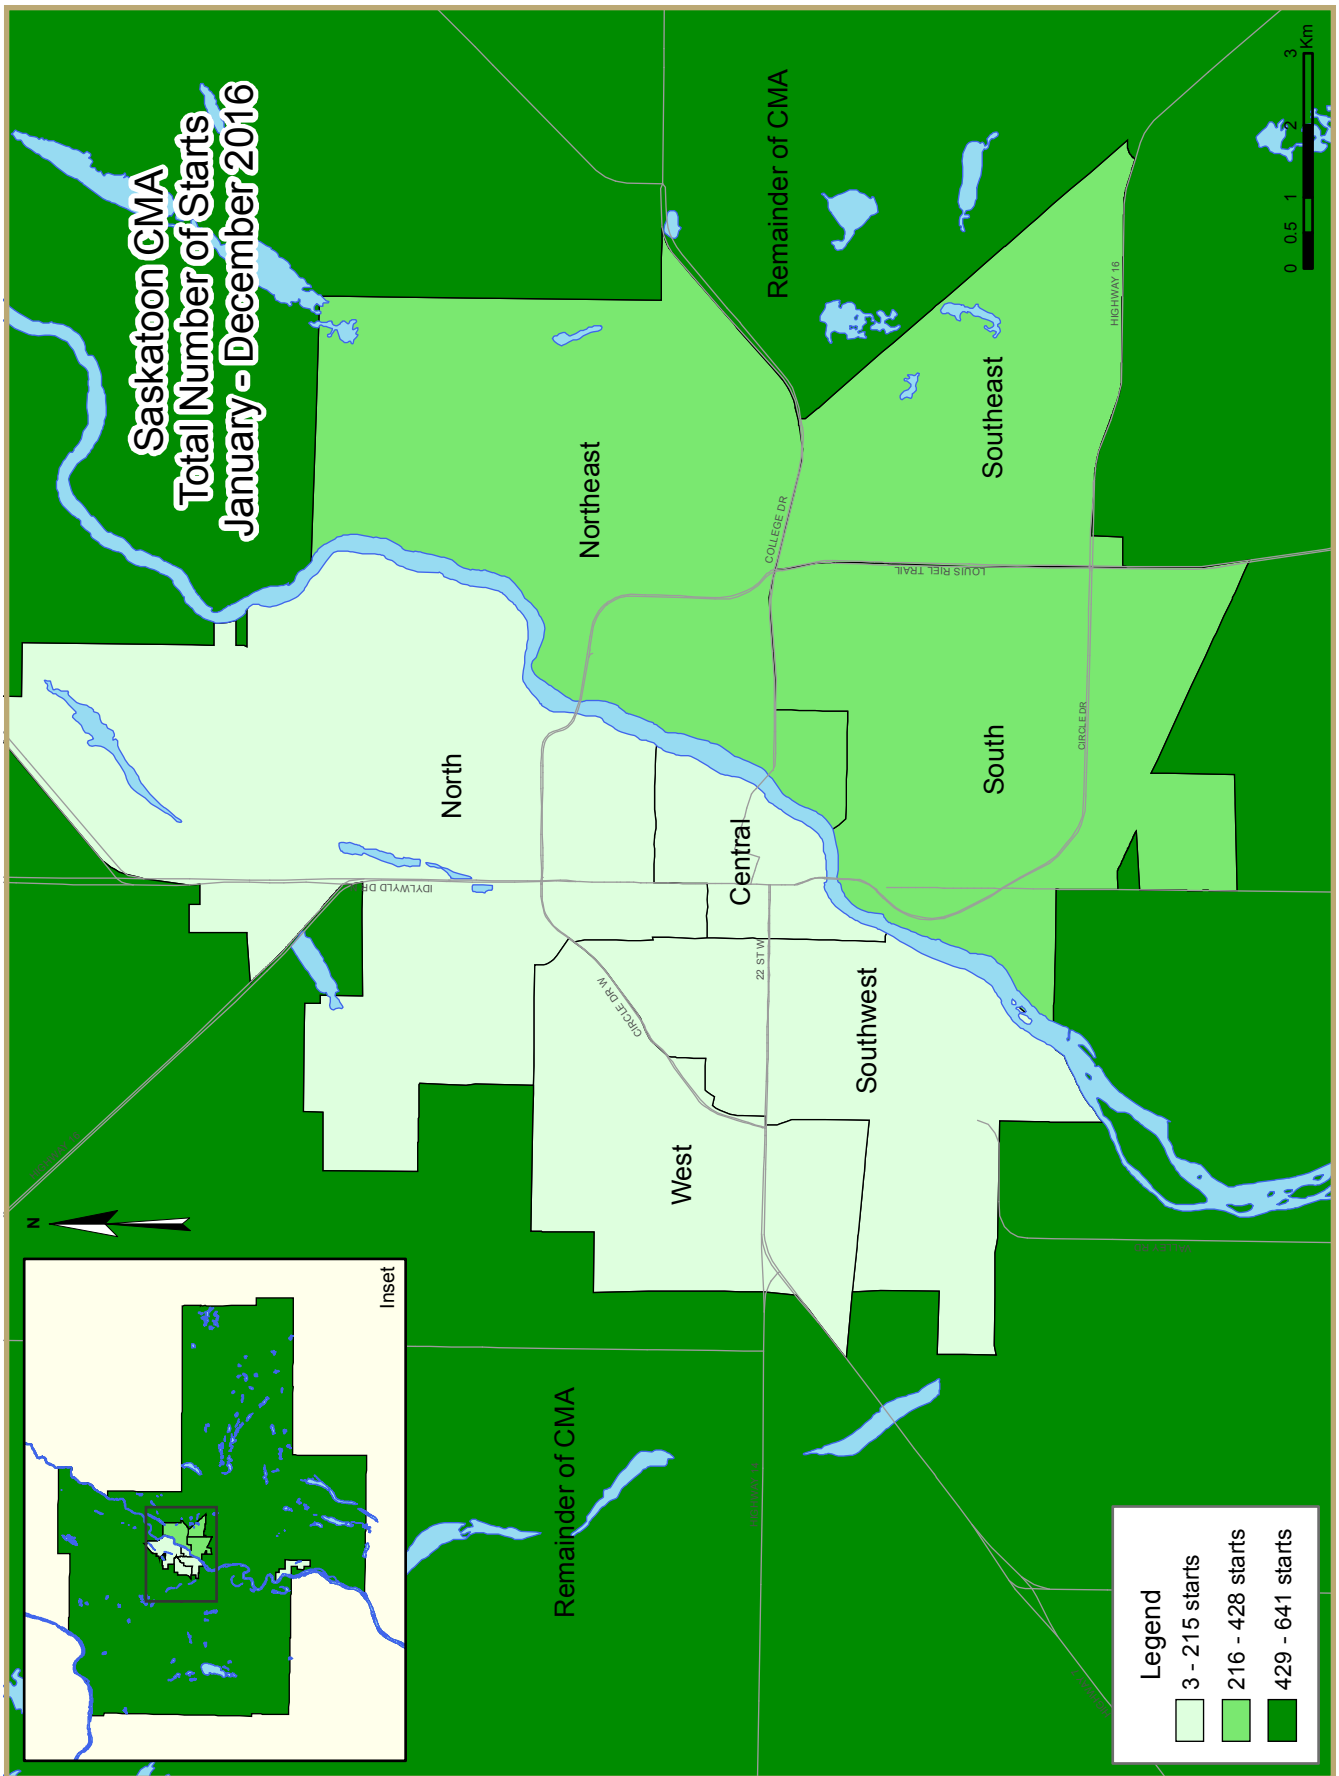 Saskatoon CMA
Total Number of Starts
January - December 2016
Inset
N
North
Northeast
Central
West
Southwest
South
Southeast
Remainder of CMA
Remainder of CMA
IDYLWYLD DR
CIRCLE DR W
22 ST W
COLLEGE DR
LOUIS RIEL TRAIL
CIRCLE DR
HIGHWAY 16
Legend
3 - 215 starts
216 - 428 starts
429 - 641 starts
0 0.5 1 2 3
Km